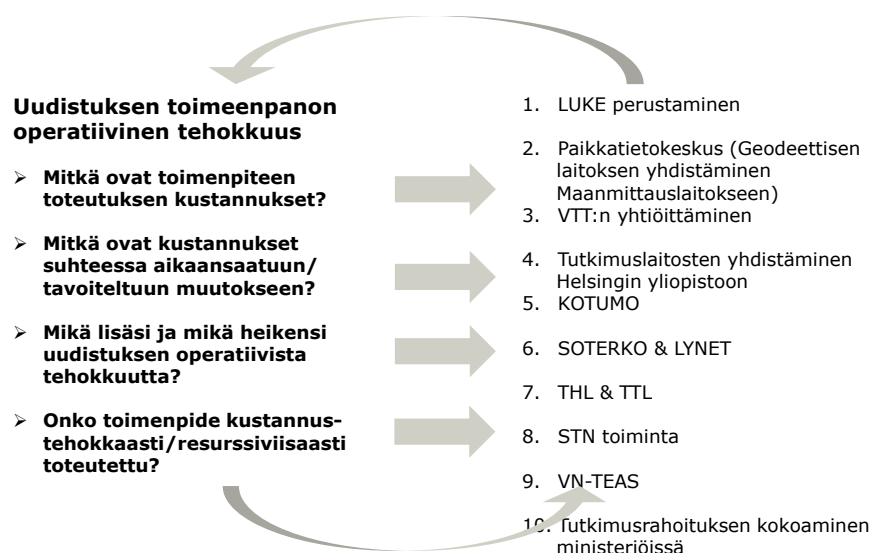 Uudistuksen toimeenpanon
operatiivinen tehokkuus
➢ Mitkä ovat toimenpiteen
toteutuksen kustannukset?
➢ Mitkä ovat kustannukset
suhteessa aikaansaatuun/
tavoiteltuun muutokseen?
➢ Mikä lisäsi ja mikä heikensi
uudistuksen operatiivista
tehokkuutta?
➢ Onko toimenpide kustannus-
tehokkaasti/resurssiviisaasti
toteutettu?
1. LUKE perustaminen
2. Paikkatietokeskus (Geodeettisen
laitoksen yhdistäminen
Maanmittauslaitokseen)
3. VTT:n yhtiöittäminen
4. Tutkimuslaitosten yhdistäminen
Helsingin yliopistoon
5. KOTUMO
6. SOTERKO & LYNET
7. THL & TTL
8. STN toiminta
9. VN-TEAS
10. Tutkimusrahoituksen kokoaminen
ministeriöissä